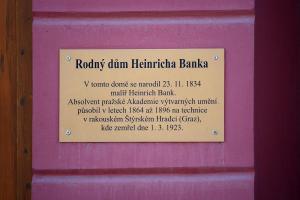 Rodný dům Heinricha Banka
V tomto domě se narodil 23. 11. 1834
malíř Heinrich Bank.
Absolvent pražské Akademie výtvarných umění
působil v letech 1864 až 1896 na technice
v rakouském Štýrském Hradci (Graz),
kde zemřel dne 1. 3. 1923.